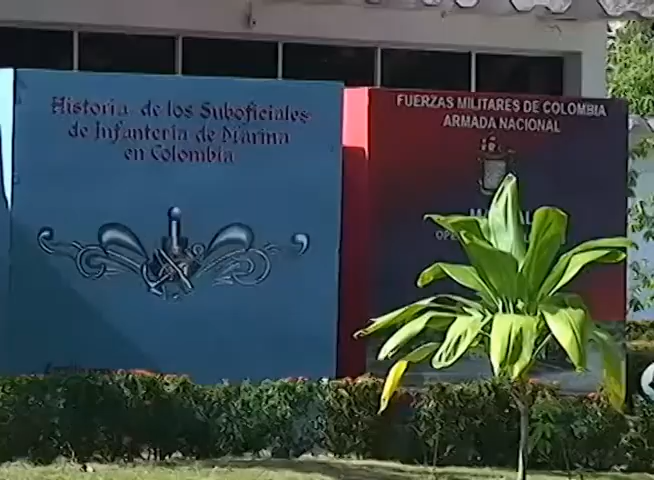 Historia de los Suboficiales
de Infantería de Marina
en Colombia
FUERZAS MILITARES DE COLOMBIA
ARMADA NACIONAL